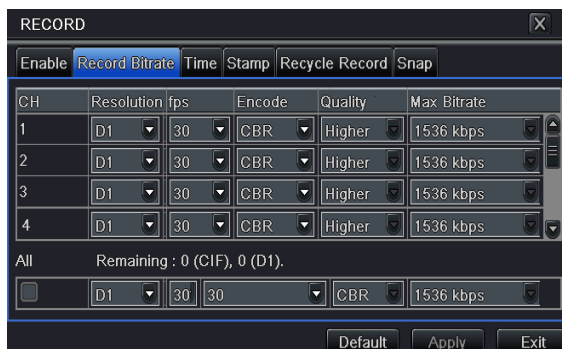 RECORD X
Enable Record Bitrate Time Stamp Recycle Record Snap
CH Resolution fps Encode Quality Max Bitrate
1 D1 30 CBR Higher 1536 kbps
2 D1 30 CBR Higher 1536 kbps
3 D1 30 CBR Higher 1536 kbps
4 D1 30 CBR Higher 1536 kbps
All Remaining : 0 (CIF), 0 (D1).
D1 30 30 CBR 1536 kbps
Default Apply Exit